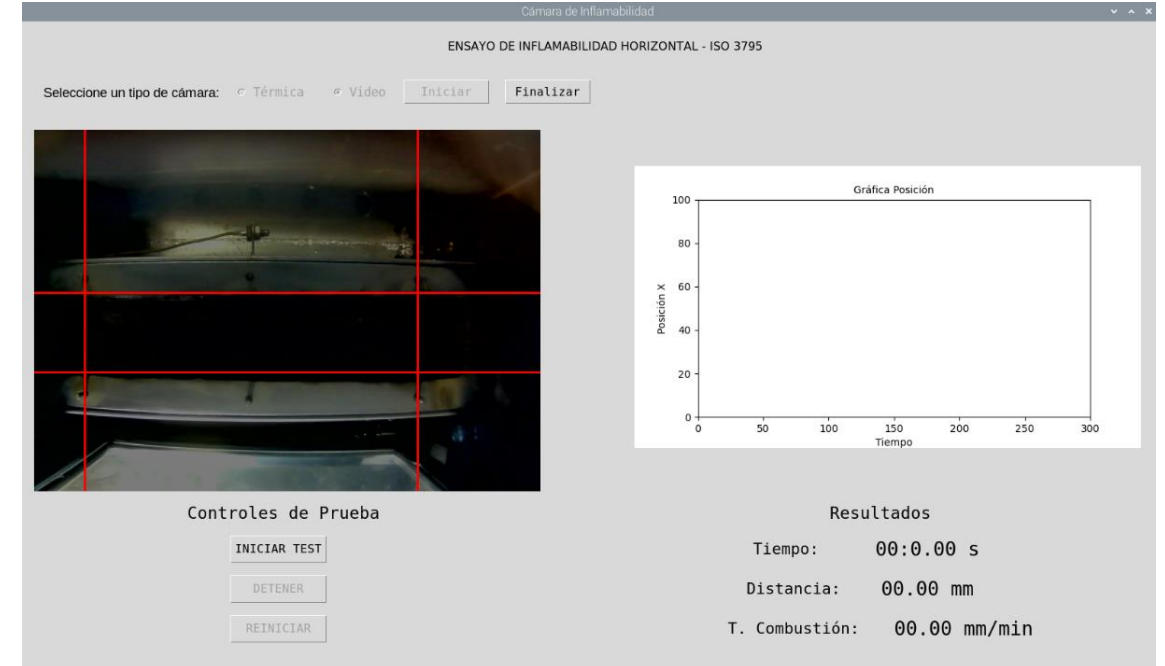 Cámara de Inflamabilidad
ENSAYO DE INFLAMABILIDAD HORIZONTAL - ISO 3795
Seleccione un tipo de cámara: Térmica Video Iniciar Finalizar
Gráfica Posición
100
80
60
40
20
0
Posición X
0 50 100 150 200 250 300
Tiempo
Controles de Prueba
INICIAR TEST
DETENER
REINICIAR
Resultados
Tiempo: 00:0.00 s
Distancia: 00.00 mm
T. Combustión: 00.00 mm/min